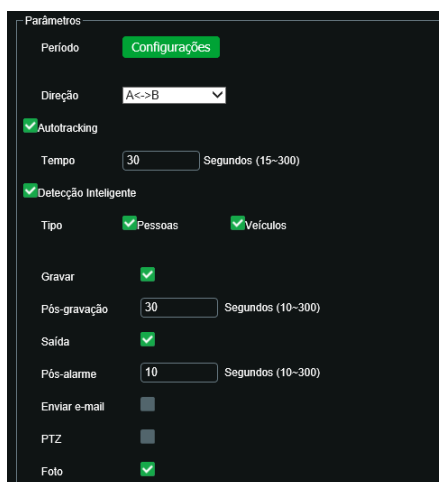 Parâmetros
Período Configurações
Direção A<->B
Autotracking
Tempo 30 Segundos (15~300)
Detecção Inteligente
Tipo Pessoas Veículos
Gravar
Pós-gravação 30 Segundos (10~300)
Saída
Pós-alarme 10 Segundos (10~300)
Enviar e-mail
PTZ
Foto